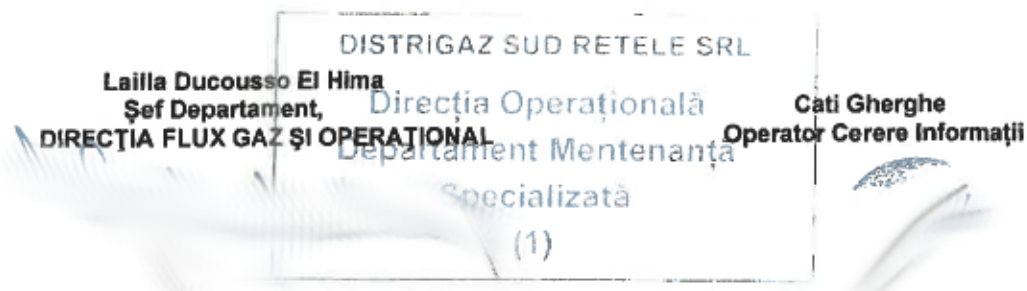 DISTRIGAZ SUD RETELE SRL
Lailla Ducousso El Hima
Şef Departament,
DIRECŢIA FLUX GAZ ŞI OPERAŢIONAL
Direcţia Operaţională
Departament Mentenanţă
Specializată
(1)
Cati Gherghe
Operator Cerere Informaţii